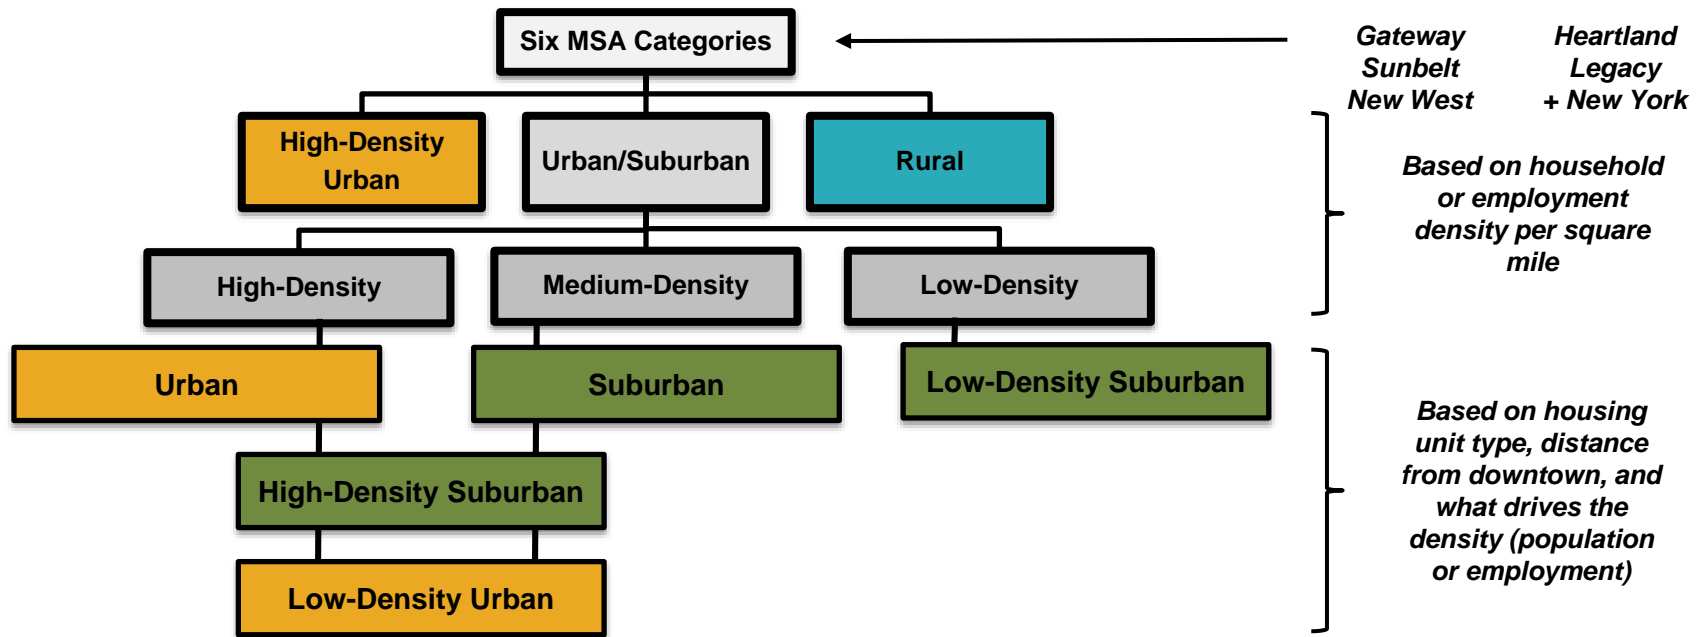 Six MSA Categories
Gateway
Sunbelt
New West
Heartland
Legacy
+ New York
High-Density
Urban
Urban/Suburban
Rural
Based on household
or employment
density per square
mile
High-Density
Medium-Density
Low-Density
Urban
Suburban
Low-Density Suburban
High-Density Suburban
Low-Density Urban
Based on housing
unit type, distance
from downtown, and
what drives the
density (population
or employment)